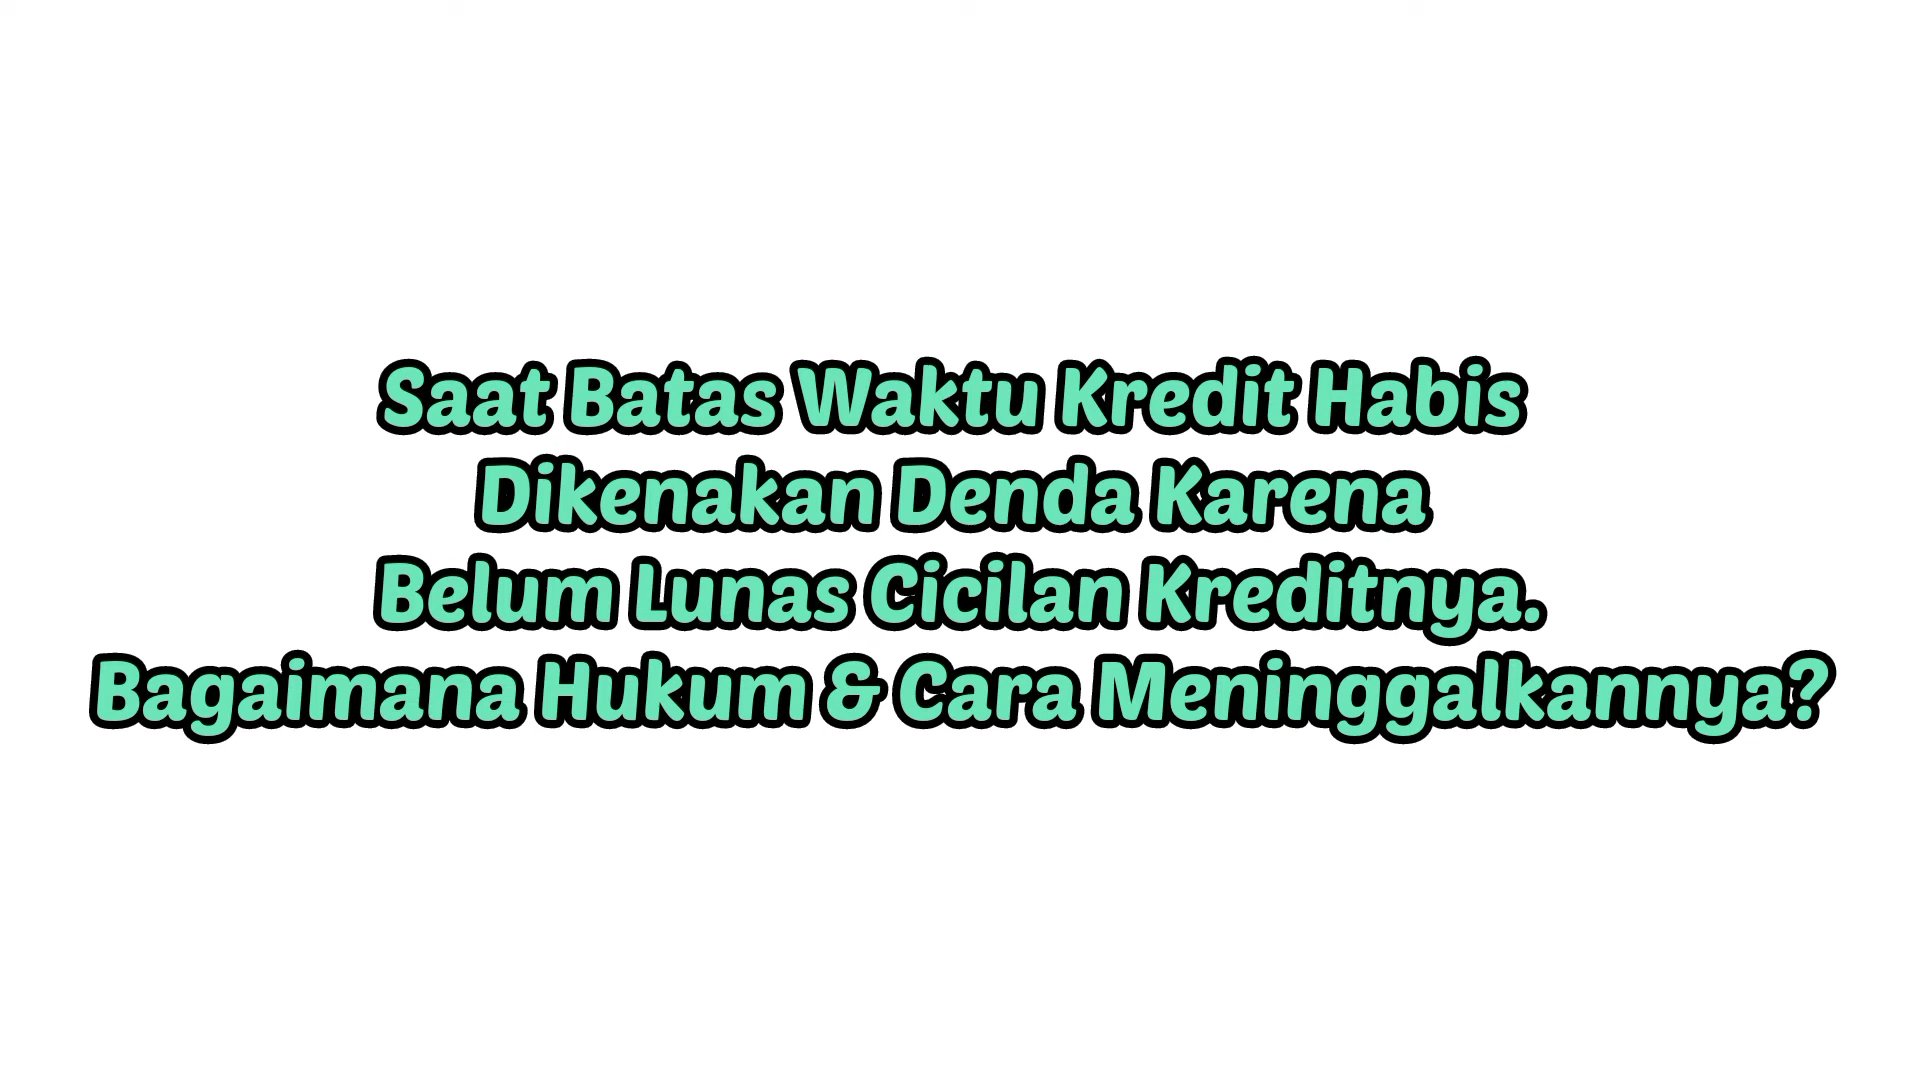 Saat Batas Waktu Kredit Habis
Dikenakan Denda Karena
Belum Lunas Cicilan Kreditnya.
Bagaimana Hukum & Cara Meninggalkannya?